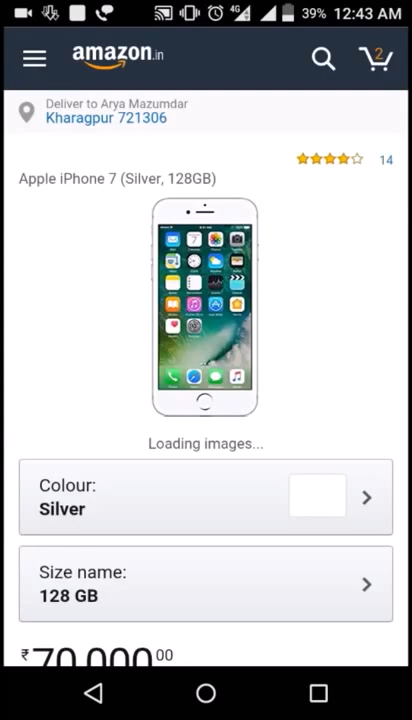 4G 39% 12:43 AM
amazon.in
2
Deliver to Arya Mazumdar
Kharagpur 721306
14
Apple iPhone 7 (Silver, 128GB)
Loading images...
Colour:
Silver
Size name:
128 GB
₹70,000 00